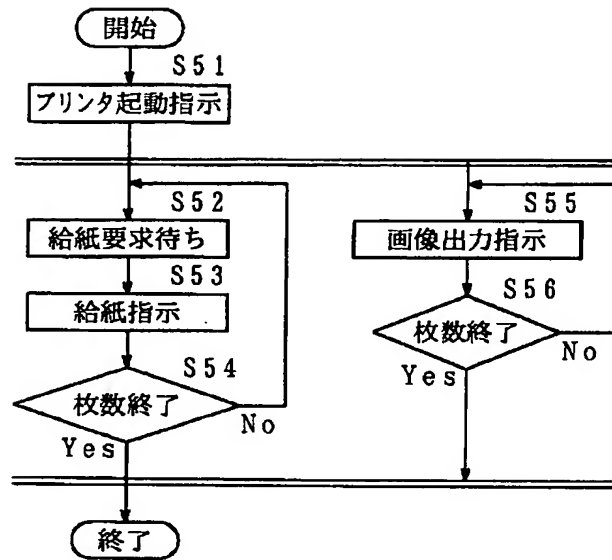 開始
S51
プリンタ起動指示
S52
給紙要求待ち
S53
給紙指示
S54
枚数終了
No
Yes
S55
画像出力指示
S56
枚数終了
No
Yes
終了